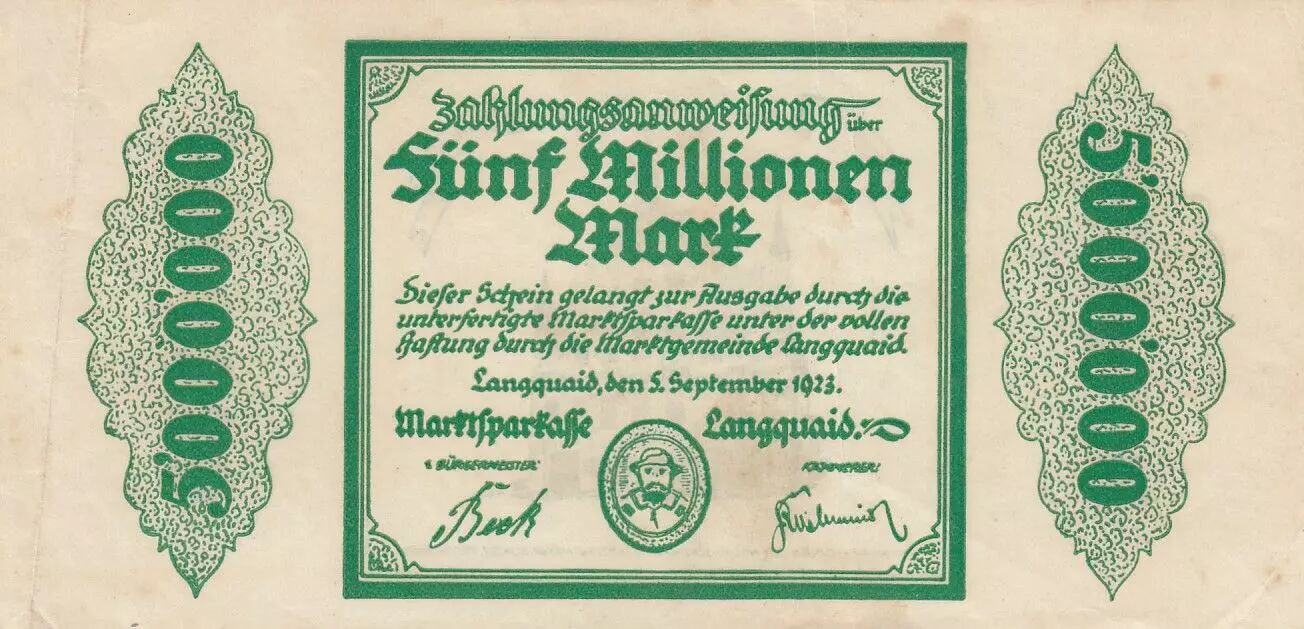 5'000'000
Zahlungsanweisung über
Fünf Millionen
Mark
Dieser Schein gelangt zur Ausgabe durch die
unterfertigte Marktsparkasse unter der vollen
Haftung durch die Marktgemeinde Langquaid.
Langquaid, den 5. September 1923.
Marktsparkasse Langquaid.
1. BÜRGERMEISTER: KÄMMERER:
Beck
5'000'000